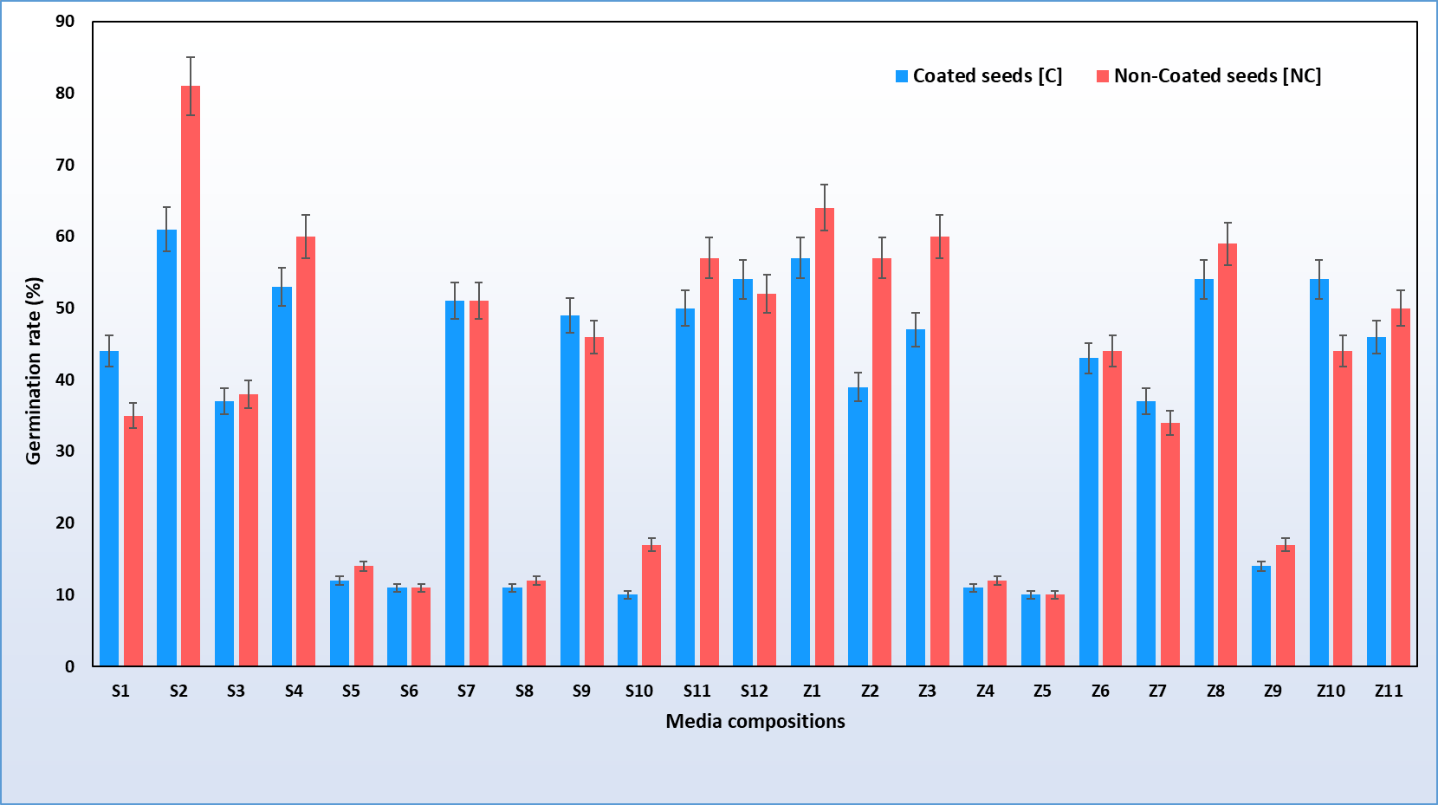 90
80
70
60
50
40
30
20
10
0
Germination rate (%)
Coated seeds [C] Non-Coated seeds [NC]
S1 S2 S3 S4 S5 S6 S7 S8 S9 S10 S11 S12 Z1 Z2 Z3 Z4 Z5 Z6 Z7 Z8 Z9 Z10 Z11
Media compositions